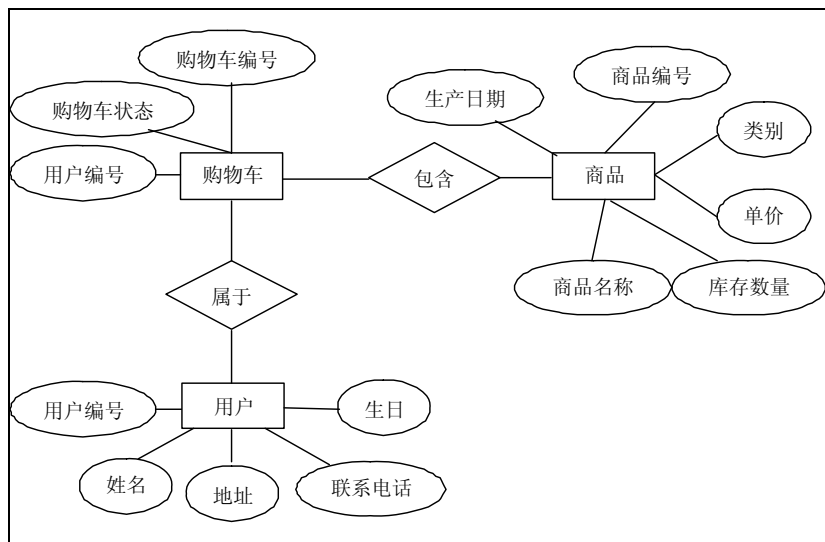 购物车编号
商品编号
生产日期
购物车状态
类别
用户编号
购物车
包含
商品
单价
商品名称
库存数量
属于
用户编号
用户
生日
姓名
地址
联系电话